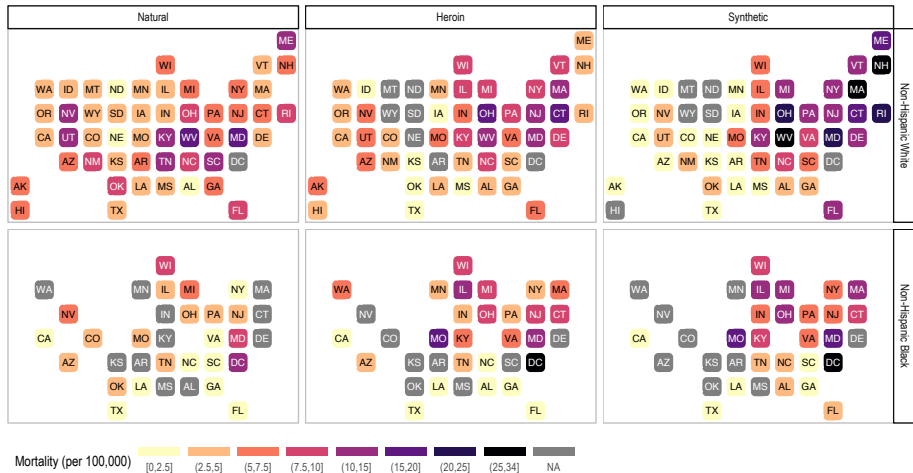 Natural Heroin Synthetic
ME ME ME
WI VT NH WI VT NH WI VT NH
WA ID MT ND MN IL MI NY MA WA ID MT ND MN IL MI NY MA WA ID MT ND MN IL MI NY MA
OR NV WY SD IA IN OH PA NJ CT RI OR NV WY SD IA IN OH PA NJ CT RI OR NV WY SD IA IN OH PA NJ CT RI
CA UT CO NE MO KY WV VA MD DE CA UT CO NE MO KY WV VA MD DE CA UT CO NE MO KY WV VA MD DE
AZ NM KS AR TN NC SC DC AZ NM KS AR TN NC SC DC AZ NM KS AR TN NC SC DC
AK OK LA MS AL GA AK OK LA MS AL GA AK OK LA MS AL GA
HI TX FL HI TX FL HI TX FL
Non-Hispanic White
WI WI WI
WA MN IL MI NY MA WA MN IL MI NY MA WA MN IL MI NY MA
NV IN OH PA NJ CT NV IN OH PA NJ CT NV IN OH PA NJ CT
CA CO MO KY VA MD DE CA CO MO KY VA MD DE CA CO MO KY VA MD DE
AZ KS AR TN NC SC DC AZ KS AR TN NC SC DC AZ KS AR TN NC SC DC
OK LA MS AL GA OK LA MS AL GA OK LA MS AL GA
TX FL TX FL TX FL
Non-Hispanic Black
Mortality (per 100,000) [0,2.5] (2.5,5] (5,7.5] (7.5,10] (10,15] (15,20] (20,25] (25,34] NA